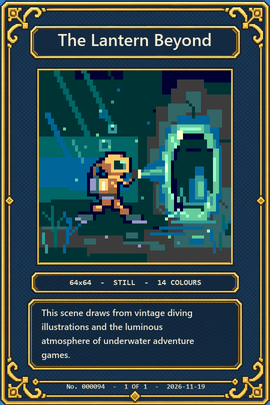 The Lantern Beyond
64x64 - STILL - 14 COLOURS
This scene draws from vintage diving
illustrations and the luminous
atmosphere of underwater adventure
games.
No. 000094 - 1 OF 1 - 2026-11-19